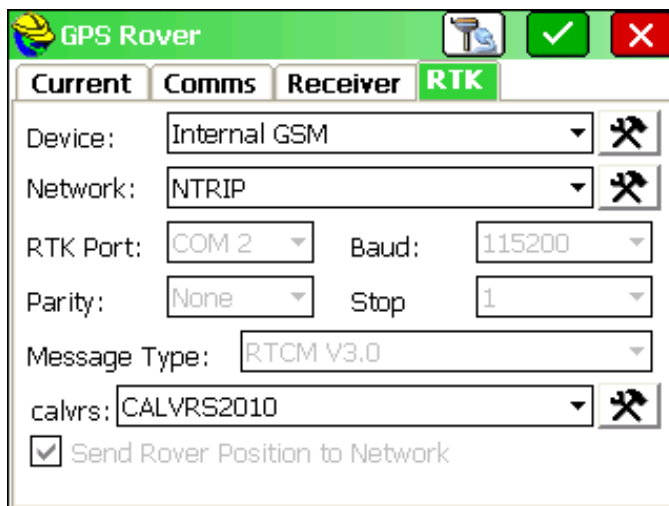 GPS Rover
Current Comms Receiver RTK
Device: Internal GSM
Network: NTRIP
RTK Port: COM 2 Baud: 115200
Parity: None Stop 1
Message Type: RTCM V3.0
calvrs: CALVRS2010
Send Rover Position to Network